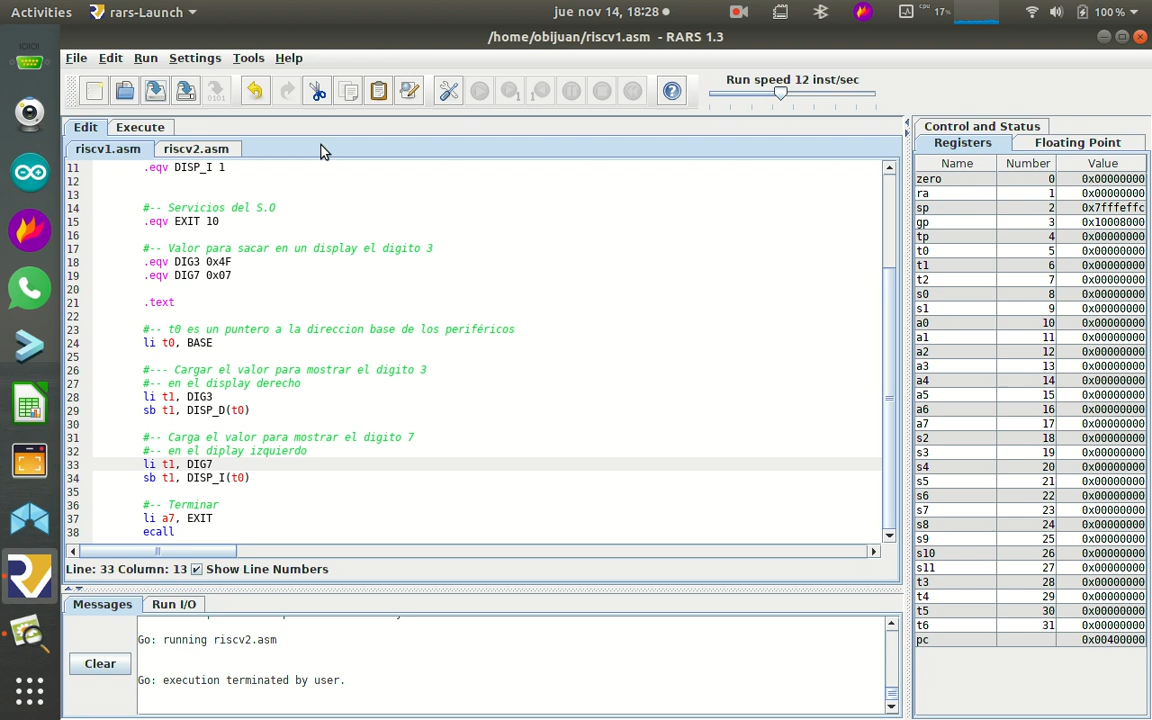 Activities rars-Launch jue nov 14, 18:28 cpu 17% 100%
/home/obijuan/riscv1.asm - RARS 1.3
File Edit Run Settings Tools Help
Run speed 12 inst/sec
Edit Execute
riscv1.asm riscv2.asm
11 .eqv DISP_I 1
12
13
14 #-- Servicios del S.O
15 .eqv EXIT 10
16
17 #-- Valor para sacar en un display el digito 3
18 .eqv DIG3 0x4F
19 .eqv DIG7 0x07
20
21 .text
22
23 #-- t0 es un puntero a la direccion base de los periféricos
24 li t0, BASE
25
26 #--- Cargar el valor para mostrar el digito 3
27 #-- en el display derecho
28 li t1, DIG3
29 sb t1, DISP_D(t0)
30
31 #-- Carga el valor para mostrar el digito 7
32 #-- en el diplay izquierdo
33 li t1, DIG7
34 sb t1, DISP_I(t0)
35
36 #-- Terminar
37 li a7, EXIT
38 ecall
Line: 33 Column: 13 Show Line Numbers
Messages Run I/O
Go: running riscv2.asm
Clear
Go: execution terminated by user.
Control and Status
Registers Floating Point
Name Number Value
zero 0 0x00000000
ra 1 0x00000000
sp 2 0x7fffeffc
gp 3 0x10008000
tp 4 0x00000000
t0 5 0x00000000
t1 6 0x00000000
t2 7 0x00000000
s0 8 0x00000000
s1 9 0x00000000
a0 10 0x00000000
a1 11 0x00000000
a2 12 0x00000000
a3 13 0x00000000
a4 14 0x00000000
a5 15 0x00000000
a6 16 0x00000000
a7 17 0x00000000
s2 18 0x00000000
s3 19 0x00000000
s4 20 0x00000000
s5 21 0x00000000
s6 22 0x00000000
s7 23 0x00000000
s8 24 0x00000000
s9 25 0x00000000
s10 26 0x00000000
s11 27 0x00000000
t3 28 0x00000000
t4 29 0x00000000
t5 30 0x00000000
t6 31 0x00000000
pc 0x00400000